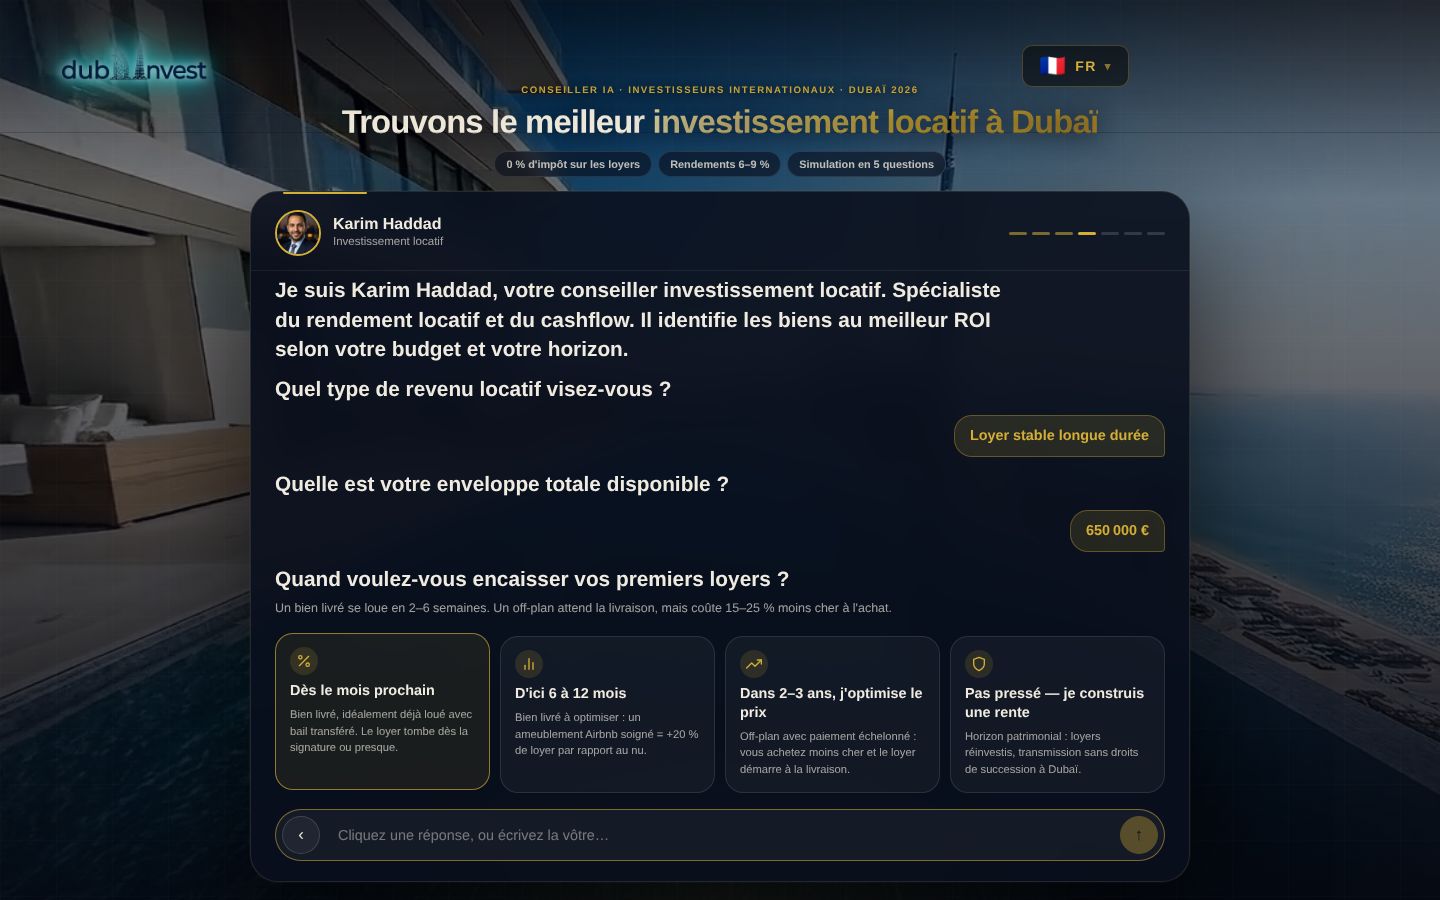 dub nvest
FR
CONSEILLER IA · INVESTISSEURS INTERNATIONAUX · DUBAÏ 2026
Trouvons le meilleur investissement locatif à Dubaï
0 % d'impôt sur les loyers
Rendements 6–9 %
Simulation en 5 questions
Karim Haddad
Investissement locatif
Je suis Karim Haddad, votre conseiller investissement locatif. Spécialiste
du rendement locatif et du cashflow. Il identifie les biens au meilleur ROI
selon votre budget et votre horizon.
Quel type de revenu locatif visez-vous ?
Loyer stable longue durée
Quelle est votre enveloppe totale disponible ?
650 000 €
Quand voulez-vous encaisser vos premiers loyers ?
Un bien livré se loue en 2–6 semaines. Un off-plan attend la livraison, mais coûte 15–25 % moins cher à l'achat.
Dès le mois prochain
Bien livré, idéalement déjà loué avec
bail transféré. Le loyer tombe dès la
signature ou presque.
D'ici 6 à 12 mois
Bien livré à optimiser : un
ameublement Airbnb soigné = +20 %
de loyer par rapport au nu.
Dans 2–3 ans, j'optimise le
prix
Off-plan avec paiement échelonné :
vous achetez moins cher et le loyer
démarre à la livraison.
Pas pressé — je construis
une rente
Horizon patrimonial : loyers
réinvestis, transmission sans droits
de succession à Dubaï.
Cliquez une réponse, ou écrivez la vôtre…